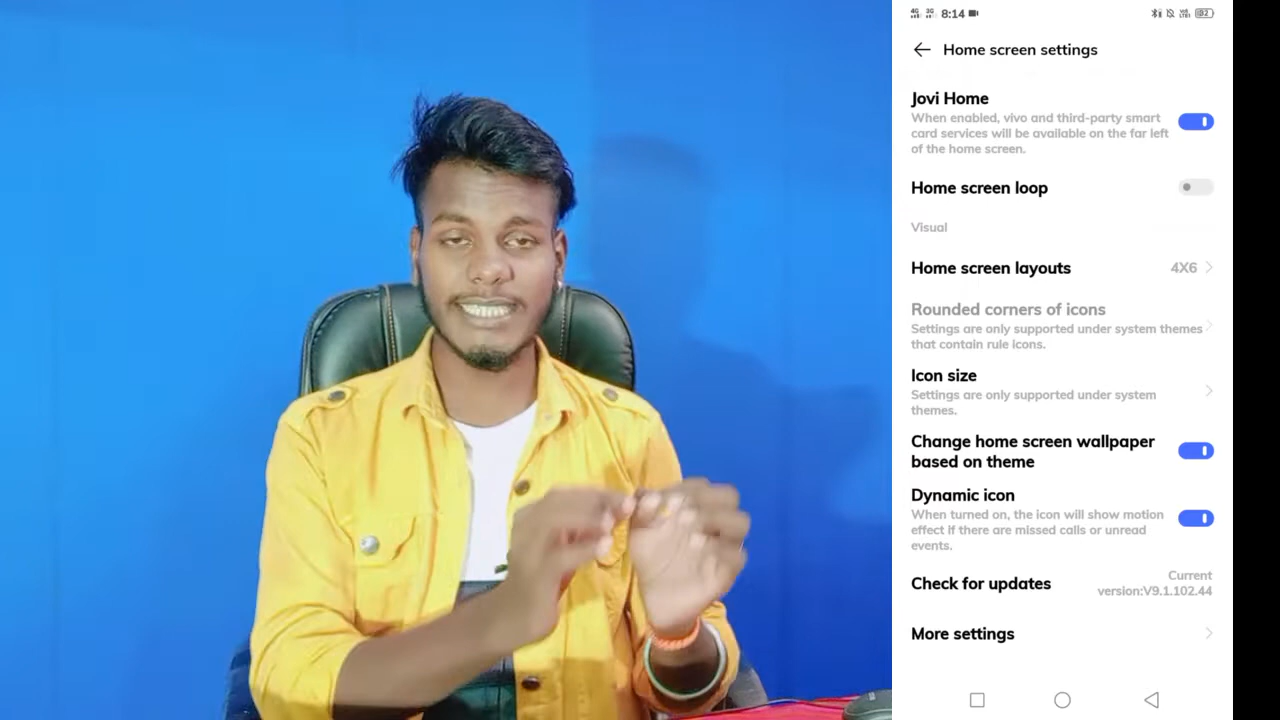 4G 3G 8:14
82
Home screen settings
Jovi Home
When enabled, vivo and third-party smart
card services will be available on the far left
of the home screen.
Home screen loop
Visual
Home screen layouts 4X6
Rounded corners of icons
Settings are only supported under system themes
that contain rule icons.
Icon size
Settings are only supported under system
themes.
Change home screen wallpaper
based on theme
Dynamic icon
When turned on, the icon will show motion
effect if there are missed calls or unread
events.
Check for updates
Current
version:V9.1.102.44
More settings